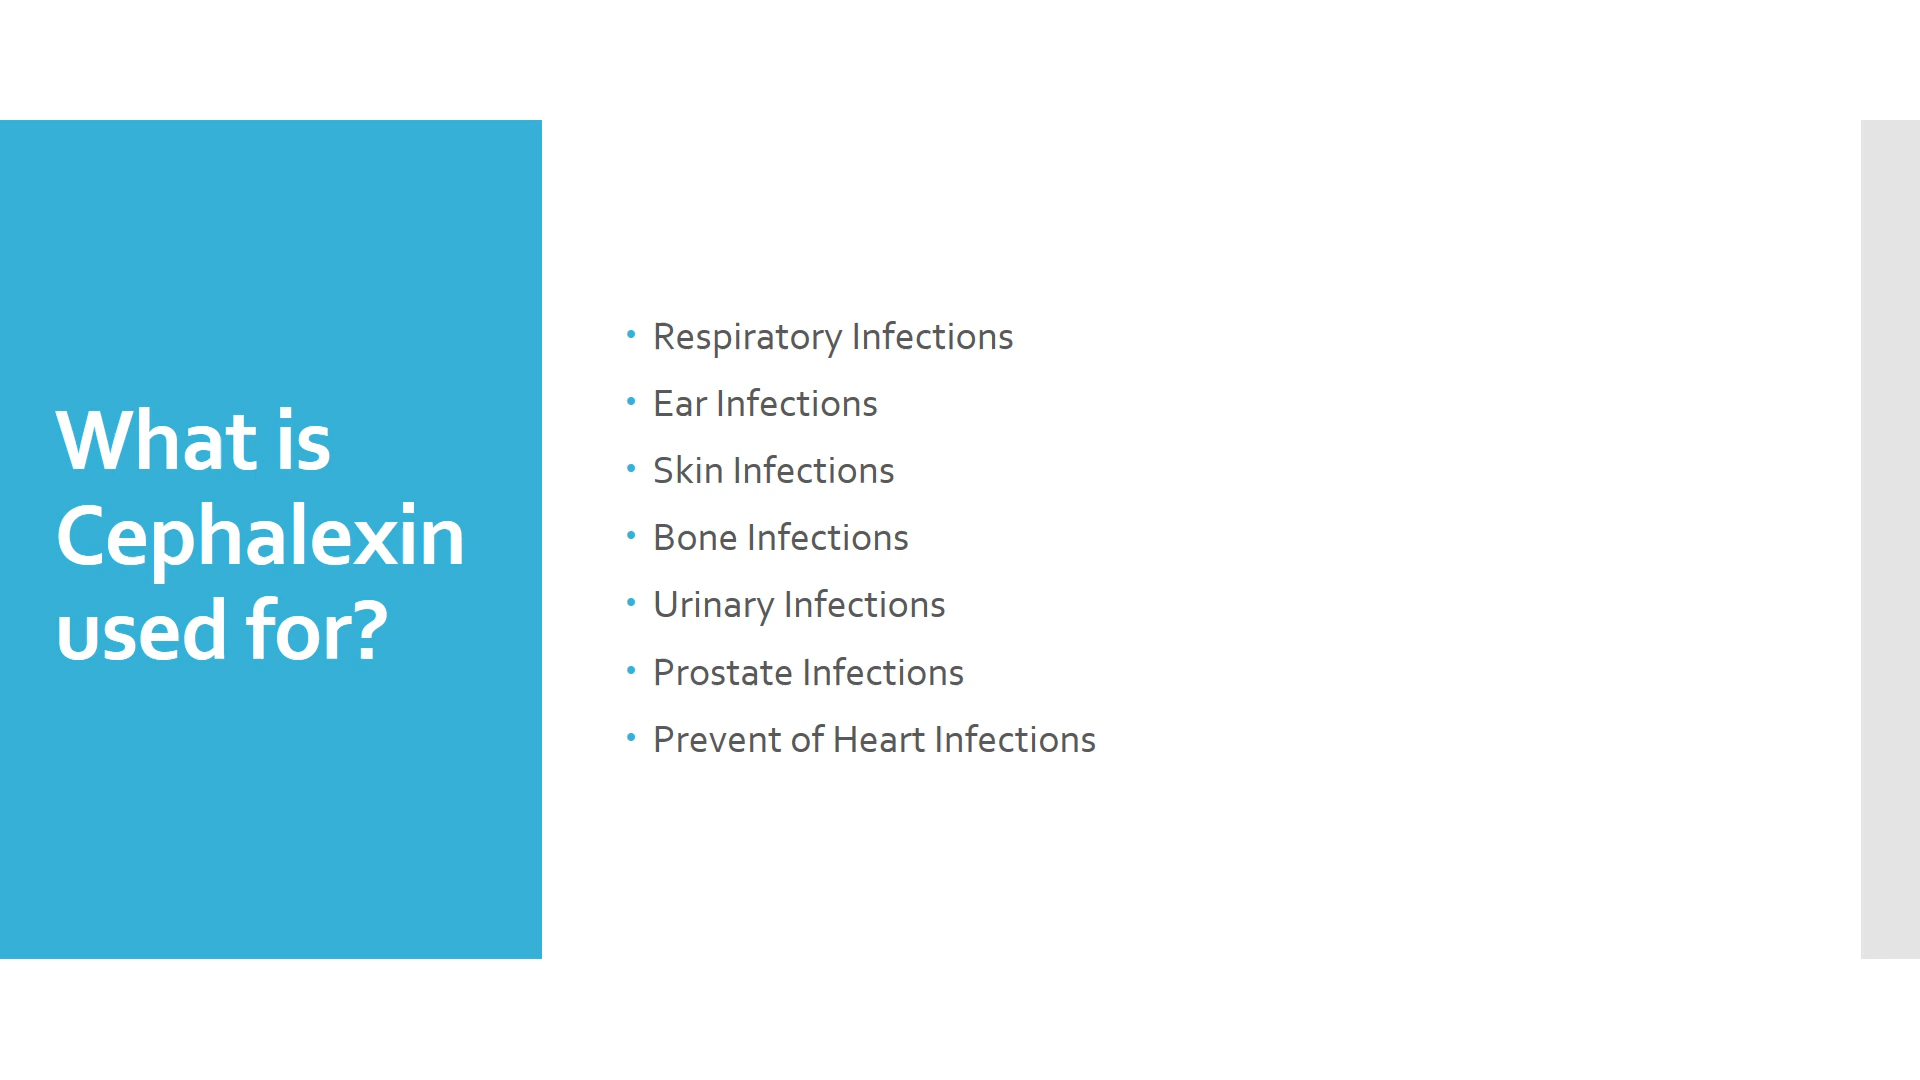 What is
Cephalexin
used for?
• Respiratory Infections
• Ear Infections
• Skin Infections
• Bone Infections
• Urinary Infections
• Prostate Infections
• Prevent of Heart Infections